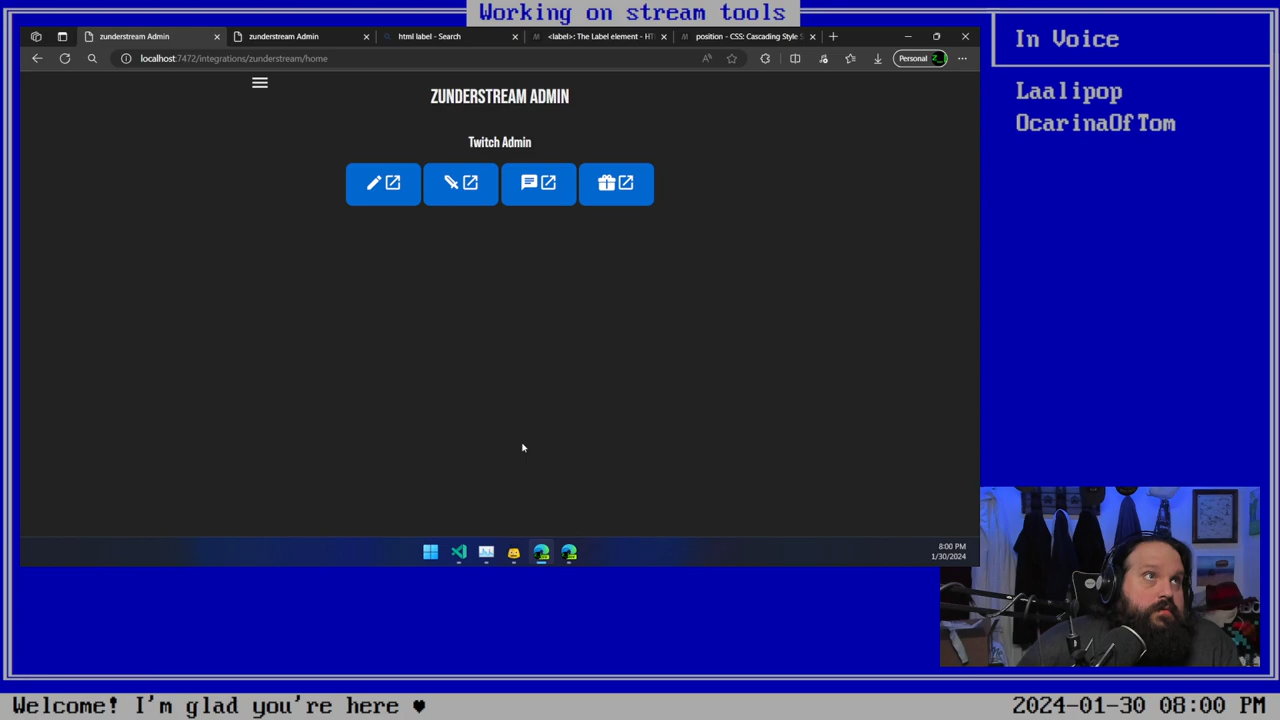 Working on stream tools
zunderstream Admin
zunderstream Admin
html label - Search
<label>: The Label element - HT
position - CSS: Cascading Style S
localhost:7472/integrations/zunderstream/home
Personal
ZUNDERSTREAM ADMIN
Twitch Admin
8:00 PM
1/30/2024
In Voice
Laalipop
OcarinaOfTom
Welcome! I'm glad you're here ♥
2024-01-30 08:00 PM